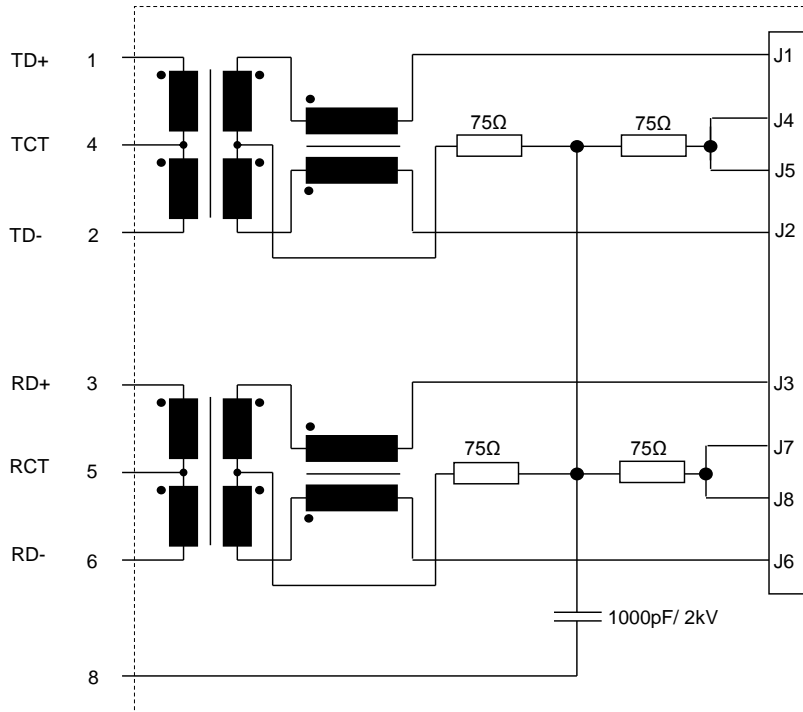 TD+ 1
J1
J4
75Ω 75Ω
TCT 4
J5
TD- 2
J2
RD+ 3
J3
J7
75Ω 75Ω
RCT 5
J8
RD- 6
J6
1000pF/ 2kV
8